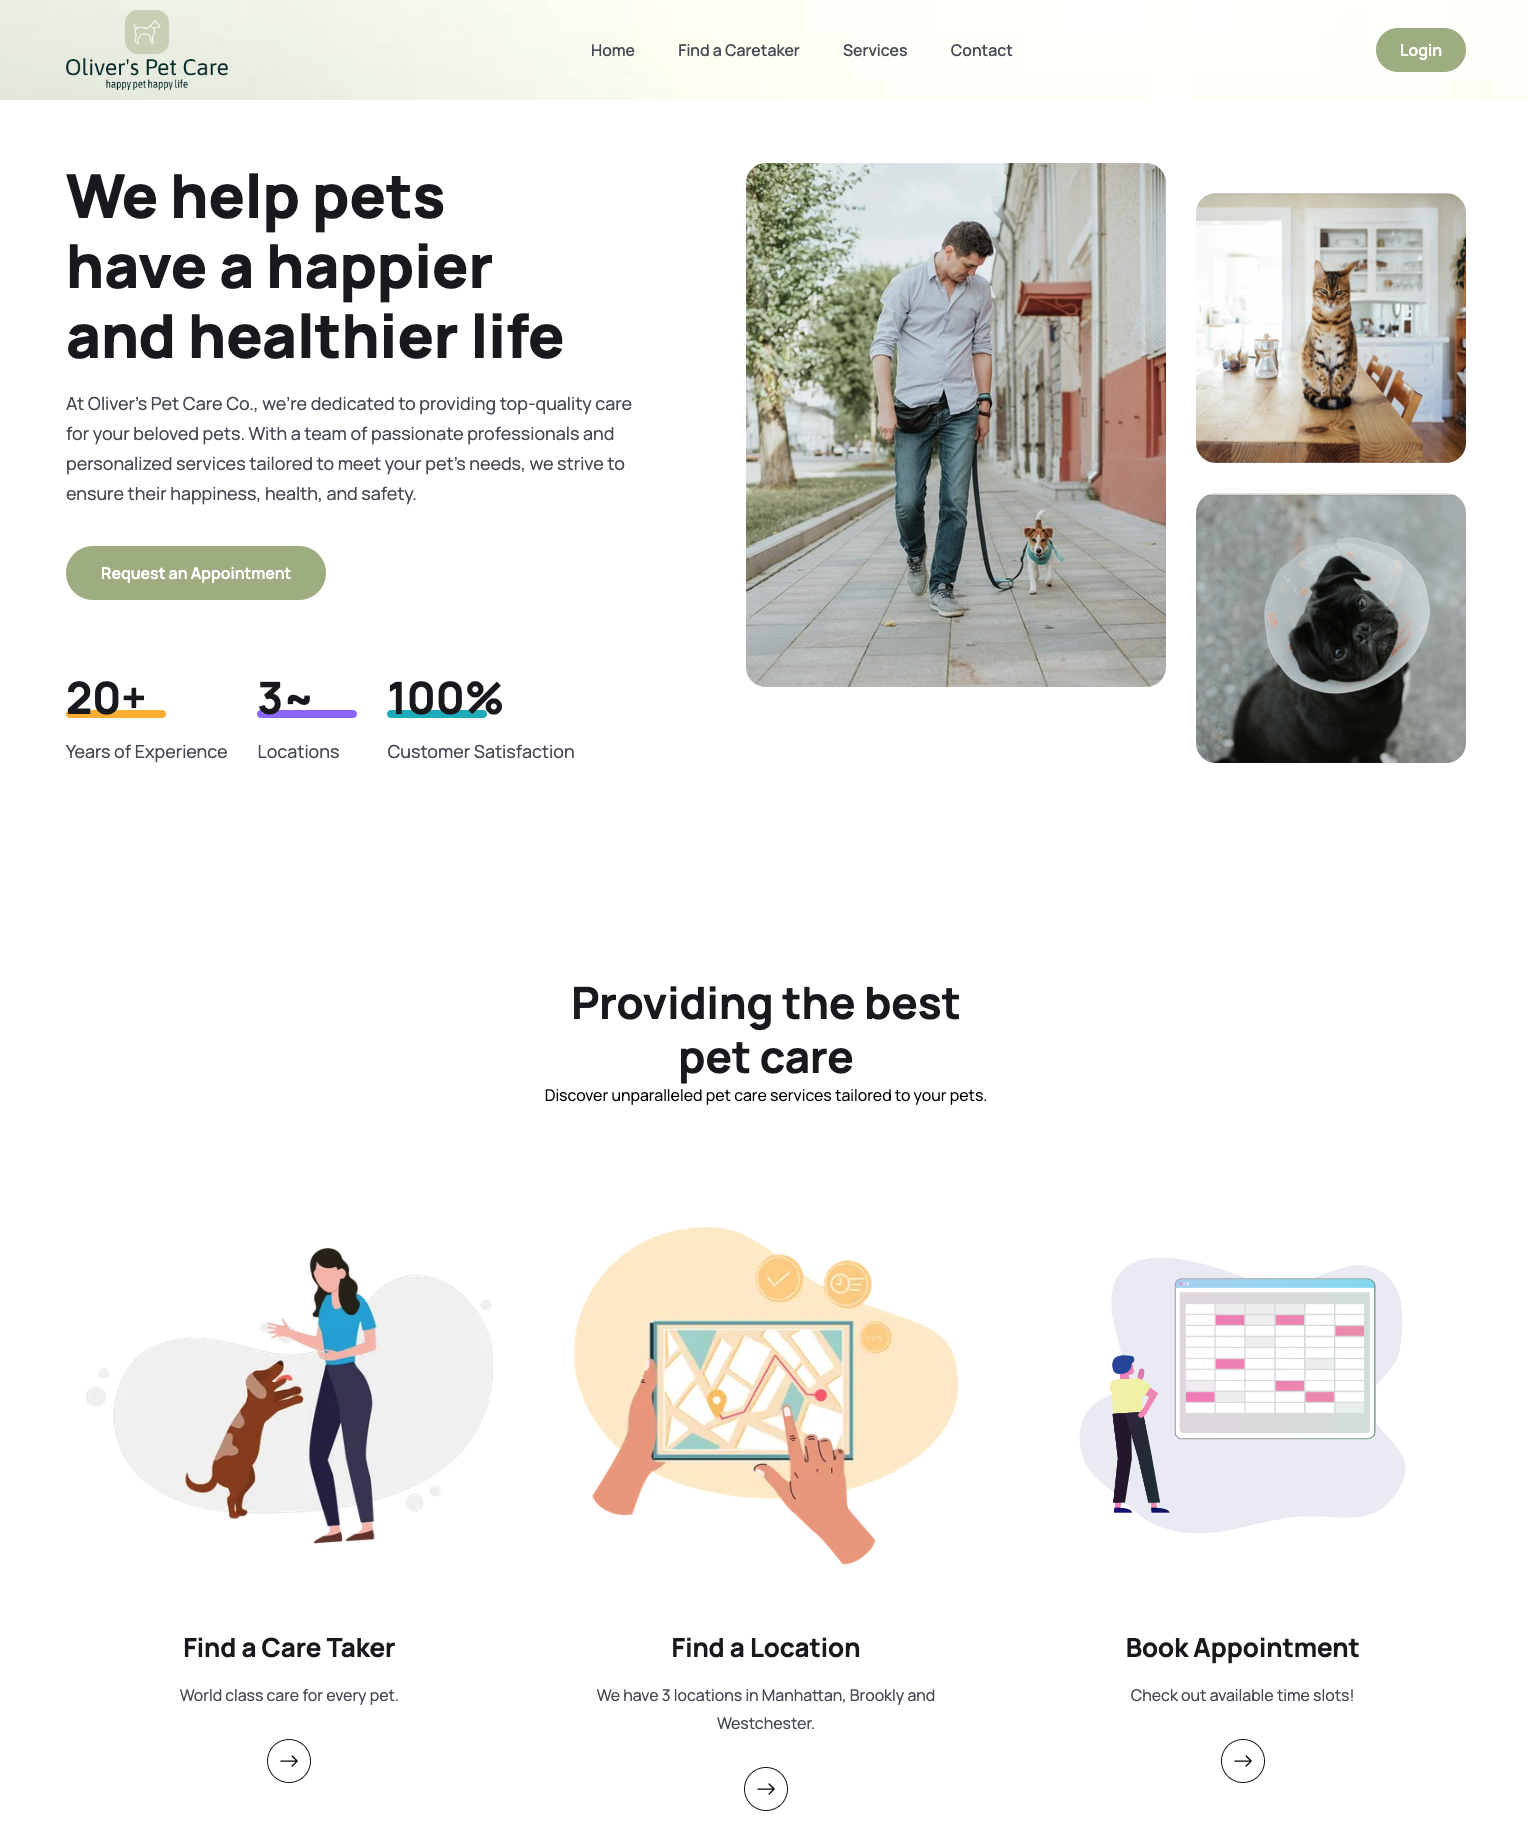 Oliver's Pet Care
happy pet happy life
Home
Find a Caretaker
Services
Contact
Login
We help pets
have a happier
and healthier life
At Oliver's Pet Care Co., we're dedicated to providing top-quality care
for your beloved pets. With a team of passionate professionals and
personalized services tailored to meet your pet's needs, we strive to
ensure their happiness, health, and safety.
Request an Appointment
20+
Years of Experience
3~
Locations
100%
Customer Satisfaction
Providing the best
pet care
Discover unparalleled pet care services tailored to your pets.
Find a Care Taker
World class care for every pet.
Find a Location
We have 3 locations in Manhattan, Brookly and
Westchester.
Book Appointment
Check out available time slots!